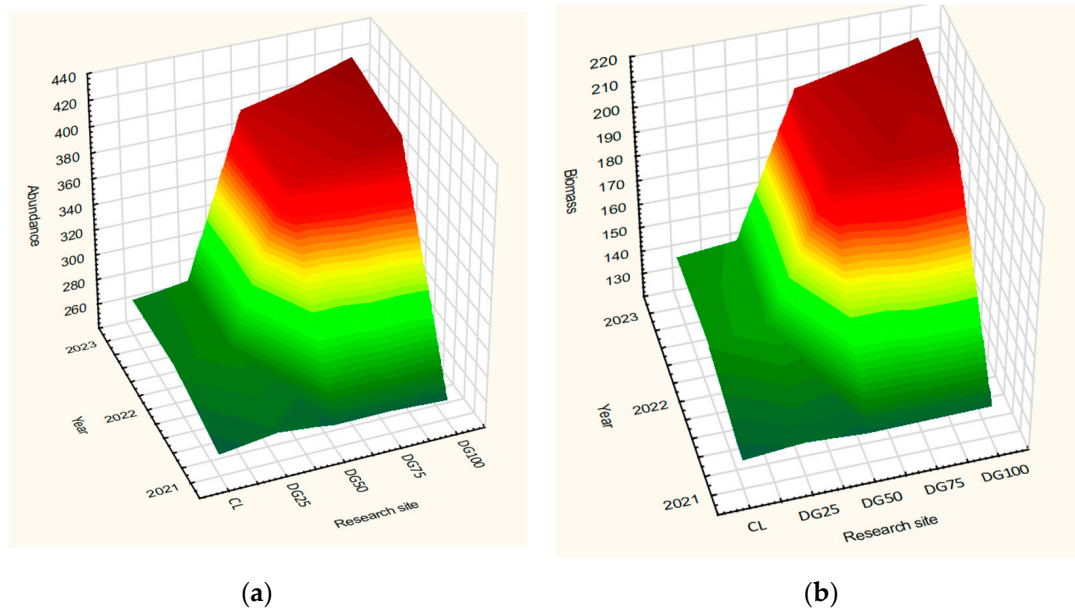 440
420
400
380
360
340
320
300
280
260
Abundance
2023
2022
2021
Year
CL
DG25
DG50
DG75
DG100
Research site
(a)
220
210
200
190
180
170
160
150
140
130
Biomass
2023
2022
2021
Year
CL
DG25
DG50
DG75
DG100
Research site
(b)